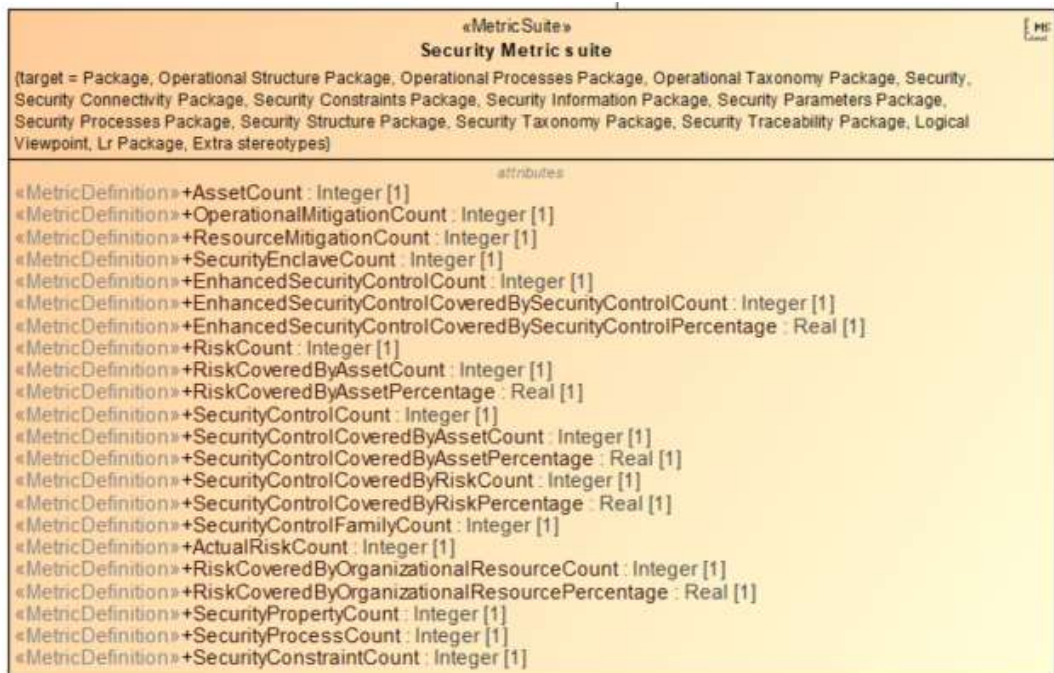 «MetricSuite»
Security Metric suite
{target = Package, Operational Structure Package, Operational Processes Package, Operational Taxonomy Package, Security,
Security Connectivity Package, Security Constraints Package, Security Information Package, Security Parameters Package,
Security Processes Package, Security Structure Package, Security Taxonomy Package, Security Traceability Package, Logical
Viewpoint, Lr Package, Extra stereotypes}
attributes
«MetricDefinition»+AssetCount : Integer [1]
«MetricDefinition»+OperationalMitigationCount : Integer [1]
«MetricDefinition»+ResourceMitigationCount : Integer [1]
«MetricDefinition»+SecurityEnclaveCount : Integer [1]
«MetricDefinition»+EnhancedSecurityControlCount : Integer [1]
«MetricDefinition»+EnhancedSecurityControlCoveredBySecurityControlCount : Integer [1]
«MetricDefinition»+EnhancedSecurityControlCoveredBySecurityControlPercentage : Real [1]
«MetricDefinition»+RiskCount : Integer [1]
«MetricDefinition»+RiskCoveredByAssetCount : Integer [1]
«MetricDefinition»+RiskCoveredByAssetPercentage : Real [1]
«MetricDefinition»+SecurityControlCount : Integer [1]
«MetricDefinition»+SecurityControlCoveredByAssetCount : Integer [1]
«MetricDefinition»+SecurityControlCoveredByAssetPercentage : Real [1]
«MetricDefinition»+SecurityControlCoveredByRiskCount : Integer [1]
«MetricDefinition»+SecurityControlCoveredByRiskPercentage : Real [1]
«MetricDefinition»+SecurityControlFamilyCount : Integer [1]
«MetricDefinition»+ActualRiskCount : Integer [1]
«MetricDefinition»+RiskCoveredByOrganizationalResourceCount : Integer [1]
«MetricDefinition»+RiskCoveredByOrganizationalResourcePercentage : Real [1]
«MetricDefinition»+SecurityPropertyCount : Integer [1]
«MetricDefinition»+SecurityProcessCount : Integer [1]
«MetricDefinition»+SecurityConstraintCount : Integer [1]